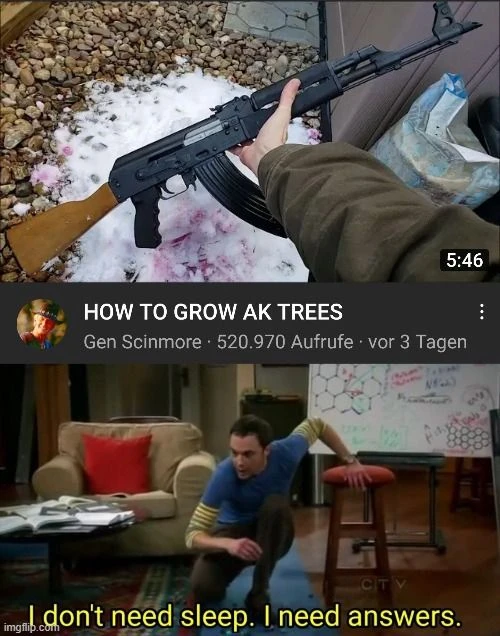 5:46
HOW TO GROW AK TREES
Gen Scinmore · 520.970 Aufrufe · vor 3 Tagen
CTV
I don't need sleep. I need answers.
imgflip.com